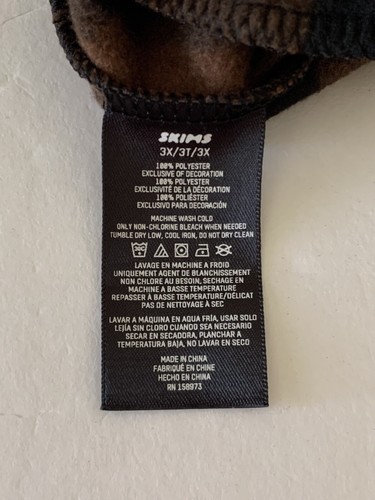 SKIMS
3X/3T/3X
100% POLYESTER
EXCLUSIVE OF DECORATION
100% POLYESTER
EXCLUSIVITÉ DE LA DÉCORATION
100% POLIÉSTER
EXCLUSIVO PARA DECORACIÓN
MACHINE WASH COLD
ONLY NON-CHLORINE BLEACH WHEN NEEDED
TUMBLE DRY LOW, COOL IRON, DO NOT DRY CLEAN
LAVAGE EN MACHINE A FROID
UNIQUEMENT AGENT DE BLANCHISSEMENT
NON CHLORE AU BESOIN, SECHAGE EN
MACHINE A BASSE TEMPERATURE
REPASSER À BASSE TEMPERATURE/DÉLICAT
PAS DE NETTOYAGE À SEC
LAVAR A MÁQUINA EN AQUA FRÍA, USAR SOLO
LEJÍA SIN CLORO CUANDO SEA NECESARIO
SECAR EN SECADORA, PLANCHAR A
TEMPERATURA BAJA, NO LAVAR EN SECO
MADE IN CHINA
FABRIQUÉ EN CHINE
HECHO EN CHINA
RN 158973